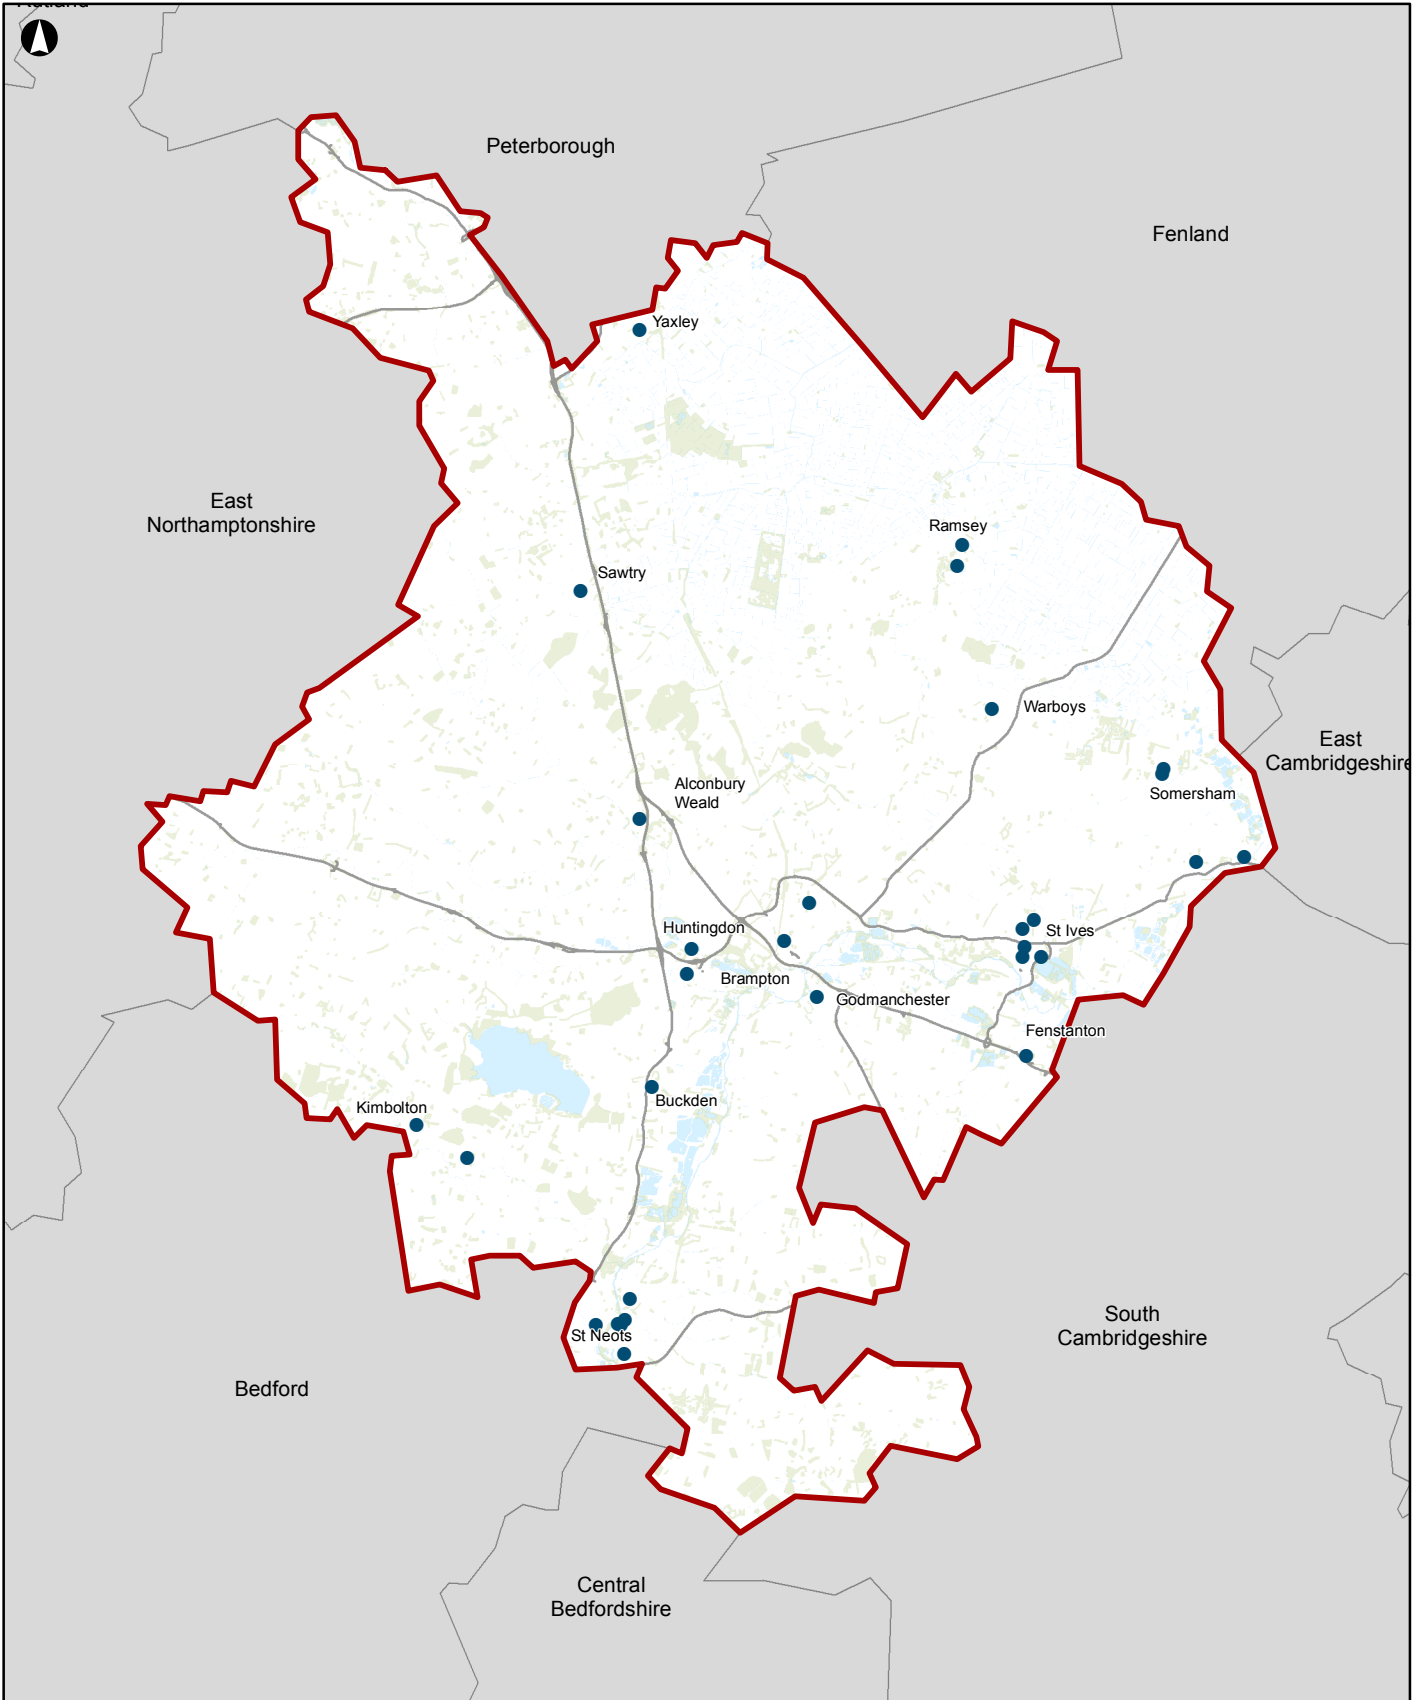 Peterborough
Fenland
Yaxley
East
Northamptonshire
Ramsey
Sawtry
Warboys
East
Cambridgeshire
Alconbury
Weald
Somersham
Huntingdon
St Ives
Brampton
Godmanchester
Fenstanton
Buckden
Kimbolton
South
Cambridgeshire
St Neots
Bedford
Central
Bedfordshire